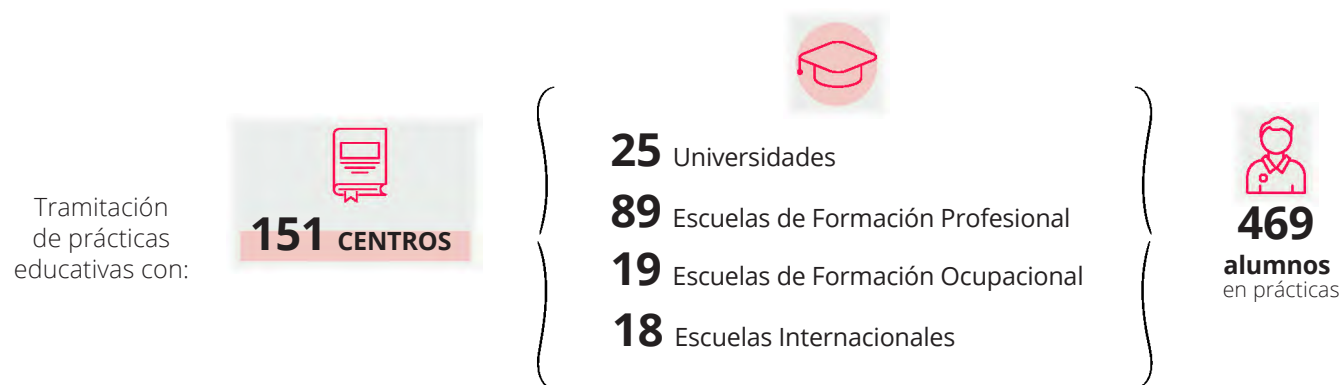 Tramitación
de prácticas
educativas con:
151 CENTROS
25 Universidades
89 Escuelas de Formación Profesional
19 Escuelas de Formación Ocupacional
18 Escuelas Internacionales
469
alumnos
en prácticas